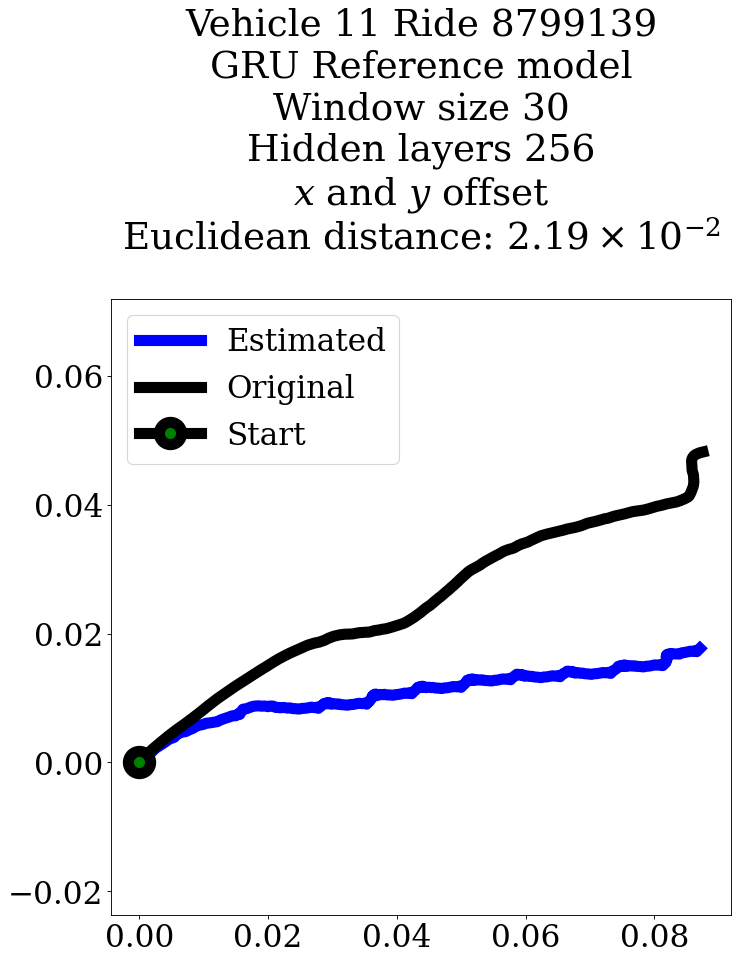 Vehicle 11 Ride 8799139
GRU Reference model
Window size 30
Hidden layers 256
x and y offset
Euclidean distance: 2.19 × 10⁻²
Estimated
Original
Start
0.06
0.04
0.02
0.00
−0.02
0.00 0.02 0.04 0.06 0.08